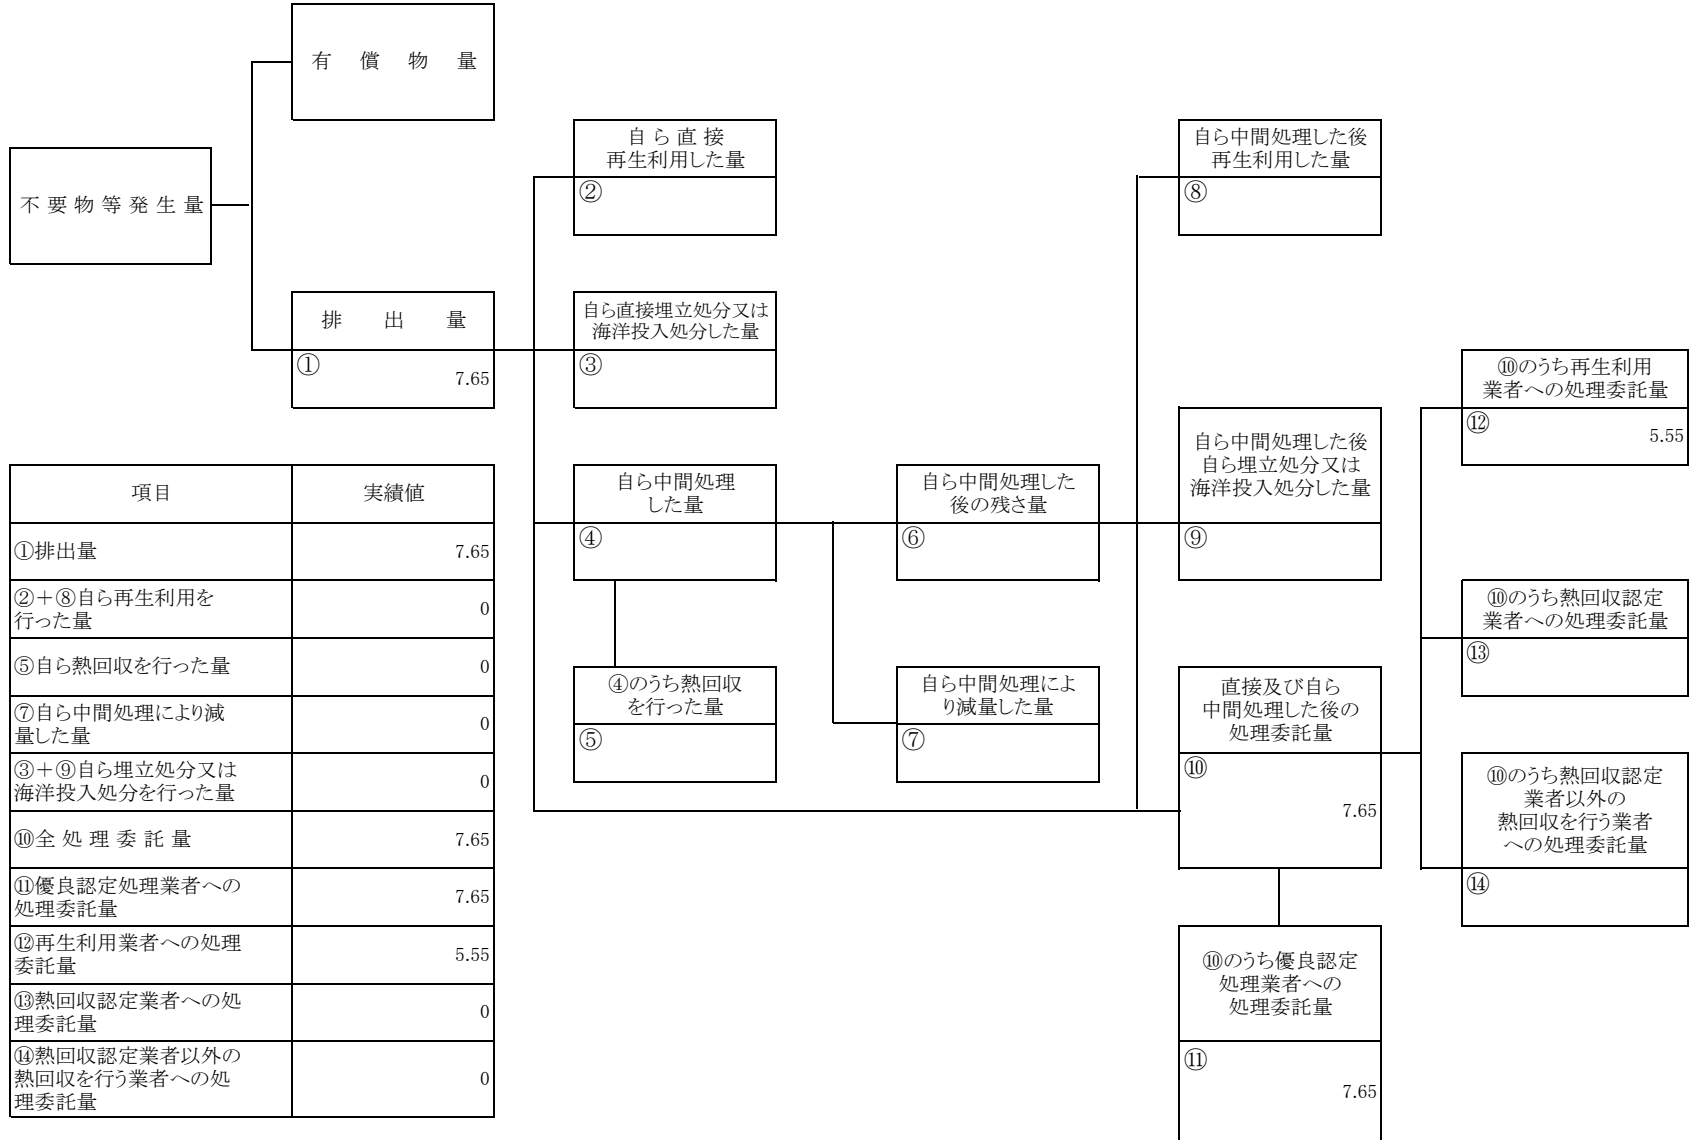 有償物量
不要物等発生量
排出量
①
7.65
自ら直接
再生利用した量
②
自ら直接埋立処分又は
海洋投入処分した量
③
自ら中間処理
した量
④
④のうち熱回収
を行った量
⑤
自ら中間処理した
後の残さ量
⑥
自ら中間処理によ
り減量した量
⑦
自ら中間処理した後
再生利用した量
⑧
自ら中間処理した後
自ら埋立処分又は
海洋投入処分した量
⑨
直接及び自ら
中間処理した後の
処理委託量
⑩
7.65
⑩のうち優良認定
処理業者への
処理委託量
⑪
7.65
⑩のうち再生利用
業者への処理委託量
⑫
5.55
⑩のうち熱回収認定
業者への処理委託量
⑬
⑩のうち熱回収認定
業者以外の
熱回収を行う業者
への処理委託量
⑭
項目 実績値
①排出量 7.65
②＋⑧自ら再生利用を
行った量 0
⑤自ら熱回収を行った量 0
⑦自ら中間処理により減
量した量 0
③＋⑨自ら埋立処分又は
海洋投入処分を行った量 0
⑩全処理委託量 7.65
⑪優良認定処理業者への
処理委託量 7.65
⑫再生利用業者への処理
委託量 5.55
⑬熱回収認定業者への処
理委託量 0
⑭熱回収認定業者以外の
熱回収を行う業者への処
理委託量 0